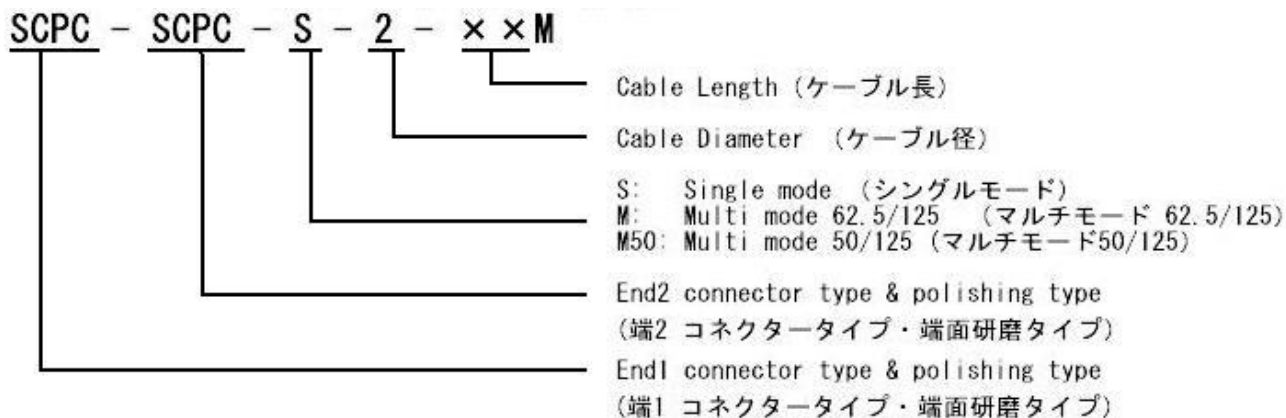 SCPC - SCPC - S - 2 - ××M
Cable Length (ケーブル長)
Cable Diameter (ケーブル径)
S: Single mode (シングルモード)
M: Multi mode 62.5/125 (マルチモード 62.5/125)
M50: Multi mode 50/125 (マルチモード50/125)
End2 connector type & polishing type
(端2 コネクタータイプ・端面研磨タイプ)
End1 connector type & polishing type
(端1 コネクタータイプ・端面研磨タイプ)